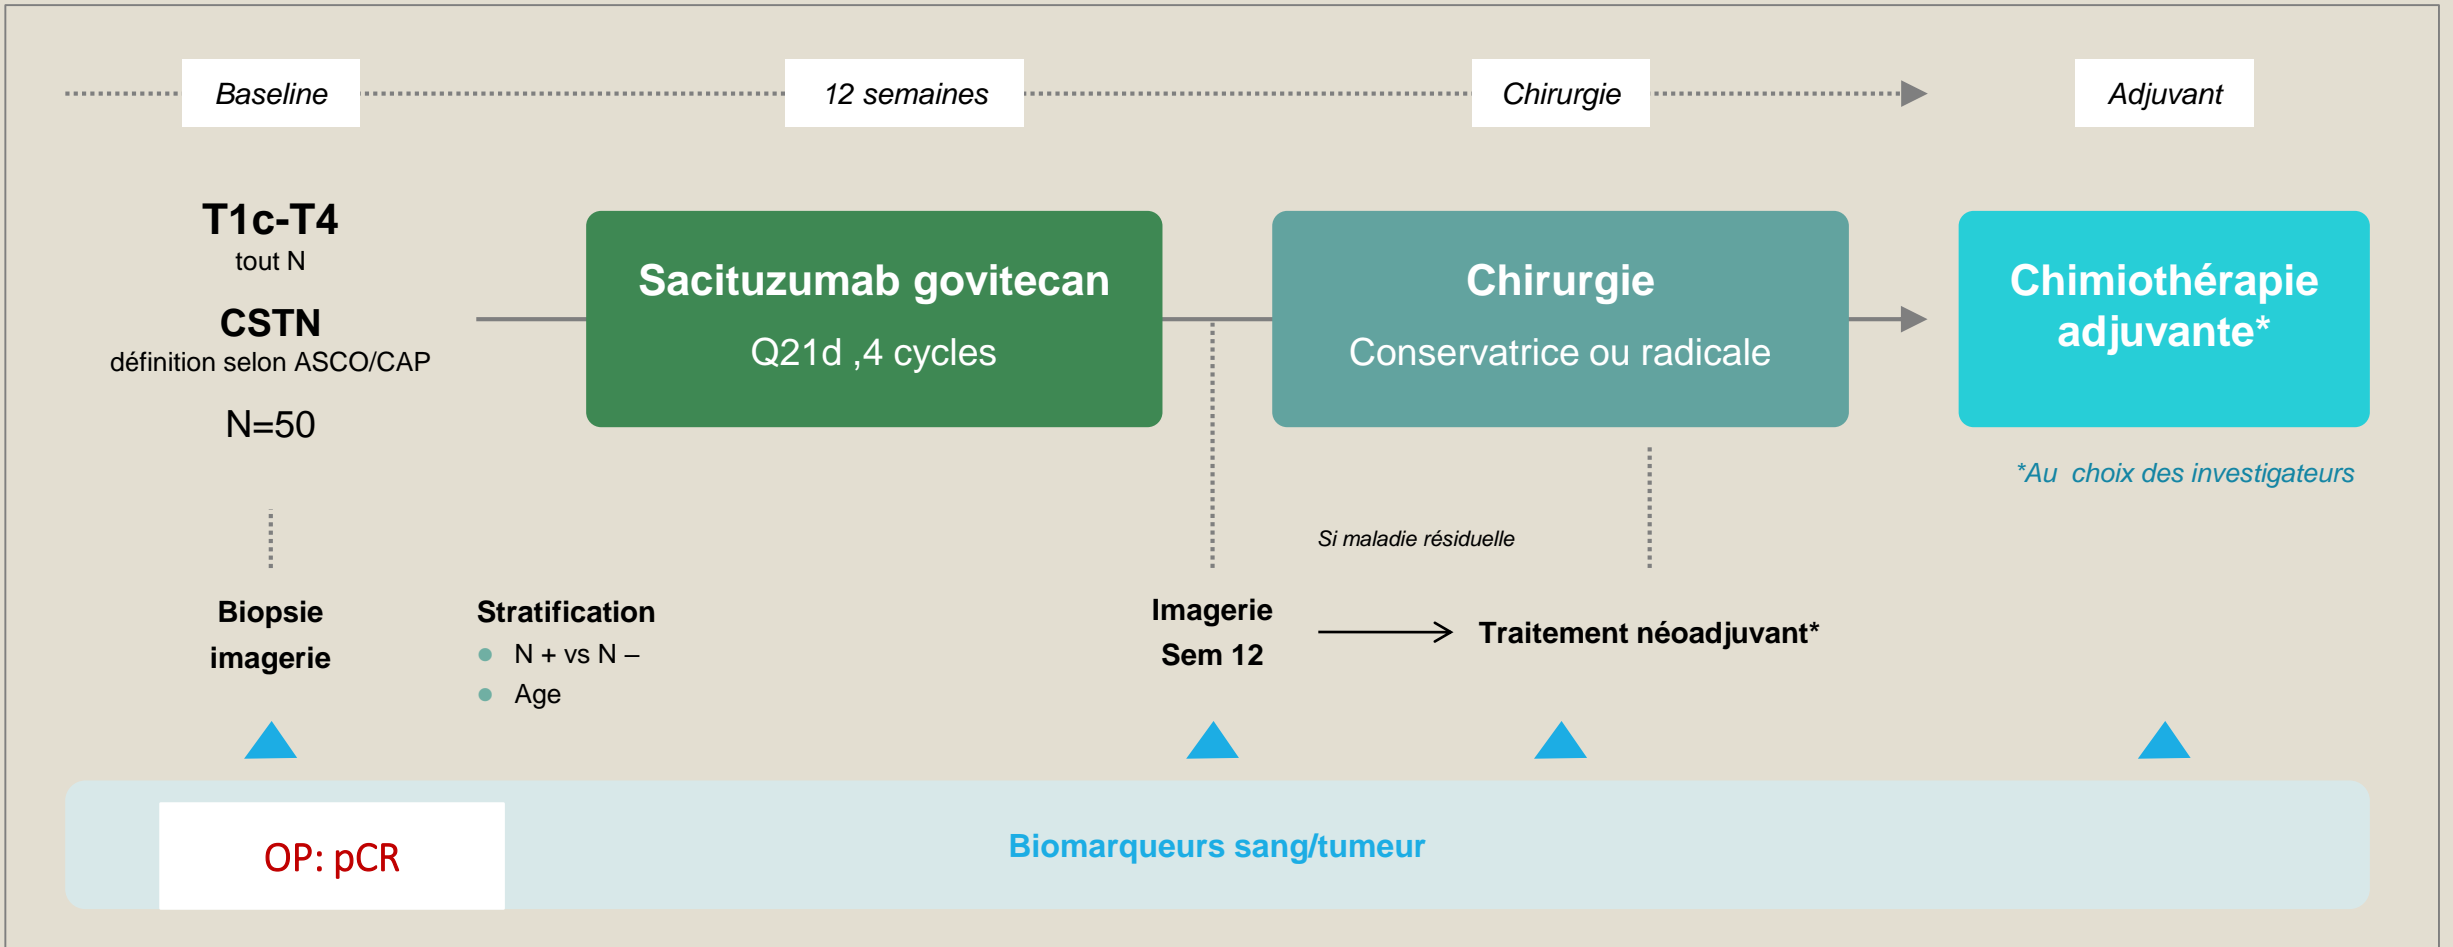 Baseline
12 semaines
Chirurgie
Adjuvant
T1c-T4
tout N
CSTN
définition selon ASCO/CAP
N=50
Sacituzumab govitecan
Q21d ,4 cycles
Chirurgie
Conservatrice ou radicale
Chimiothérapie
adjuvante*
*Au choix des investigateurs
Si maladie résiduelle
Biopsie
imagerie
Stratification
N + vs N –
Age
Imagerie
Sem 12
Traitement néoadjuvant*
OP: pCR
Biomarqueurs sang/tumeur